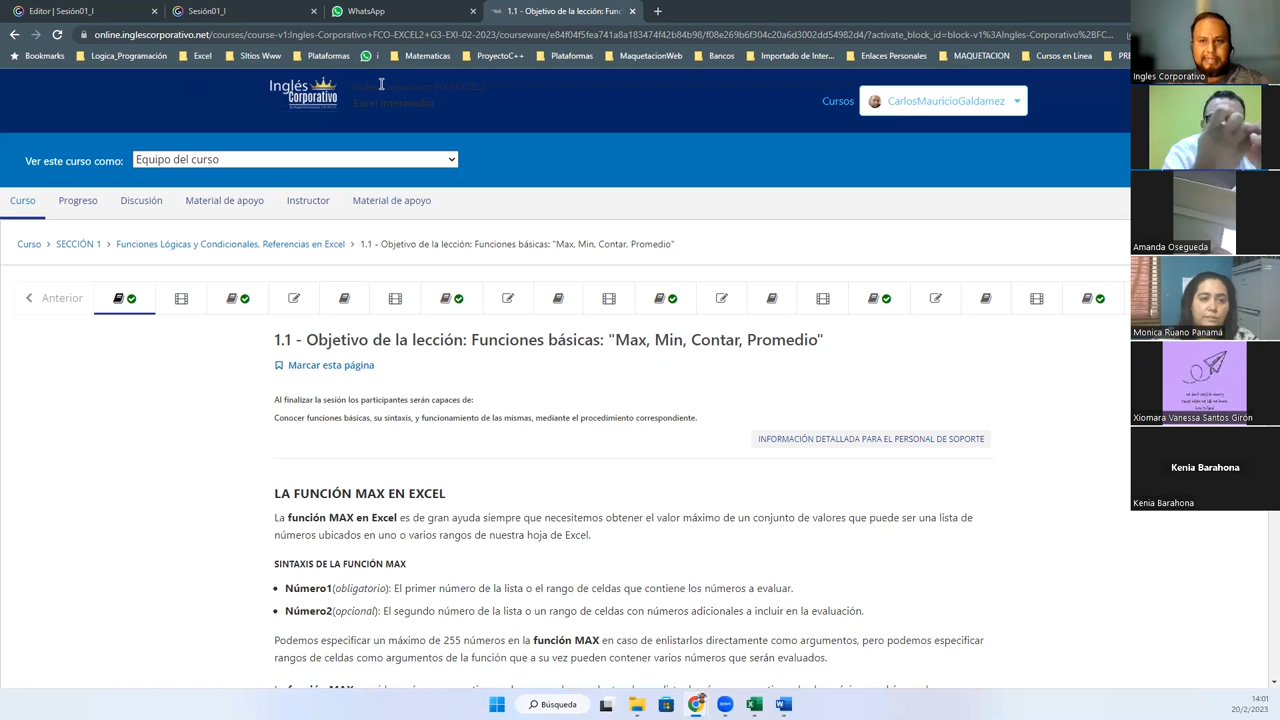 Editor | Sesión01_I
Sesión01_I
WhatsApp
1.1 - Objetivo de la lección: Fun
online.inglescorporativo.net/courses/course-v1:Ingles-Corporativo+FCO-EXCEL2+G3-EXI-02-2023/courseware/e84f04f5fea741a8a183474f42b84d98/f08e269b6f304c20a6d3002dd54982d4/?activate_block_id=block-v1%3AIngles-Corporativo%2BFC...
Bookmarks
Logica_Programación
Excel
Sitios Www
Plataformas
i
Matematicas
ProyectoC++
Plataformas
MaquetacionWeb
Bancos
Importado de Inter...
Enlaces Personales
MAQUETACION
Cursos en Linea
Inglés
Corporativo
Excel Intermedio
Cursos
CarlosMauricioGaldamez
Ver este curso como:
Equipo del curso
Curso
Progreso
Discusión
Material de apoyo
Instructor
Material de apoyo
Curso
SECCIÓN 1
Funciones Lógicas y Condicionales, Referencias en Excel
1.1 - Objetivo de la lección: Funciones básicas: "Max, Min, Contar, Promedio"
Anterior
1.1 - Objetivo de la lección: Funciones básicas: "Max, Min, Contar, Promedio"
Marcar esta página
Al finalizar la sesión los participantes serán capaces de:
Conocer funciones básicas, su sintaxis, y funcionamiento de las mismas, mediante el procedimiento correspondiente.
INFORMACIÓN DETALLADA PARA EL PERSONAL DE SOPORTE
LA FUNCIÓN MAX EN EXCEL
La función MAX en Excel es de gran ayuda siempre que necesitemos obtener el valor máximo de un conjunto de valores que puede ser una lista de
números ubicados en uno o varios rangos de nuestra hoja de Excel.
SINTAXIS DE LA FUNCIÓN MAX
Número1(obligatorio): El primer número de la lista o el rango de celdas que contiene los números a evaluar.
Número2(opcional): El segundo número de la lista o un rango de celdas con números adicionales a incluir en la evaluación.
Podemos especificar un máximo de 255 números en la función MAX en caso de enlistarlos directamente como argumentos, pero podemos especificar
rangos de celdas como argumentos de la función que a su vez pueden contener varios números que serán evaluados.
Búsqueda
14:01
20/2/2023
Ingles Corporativo
Amanda Osegueda
Monica Ruano Panamá
Xiomara Vanessa Santos Girón
Kenia Barahona
Kenia Barahona